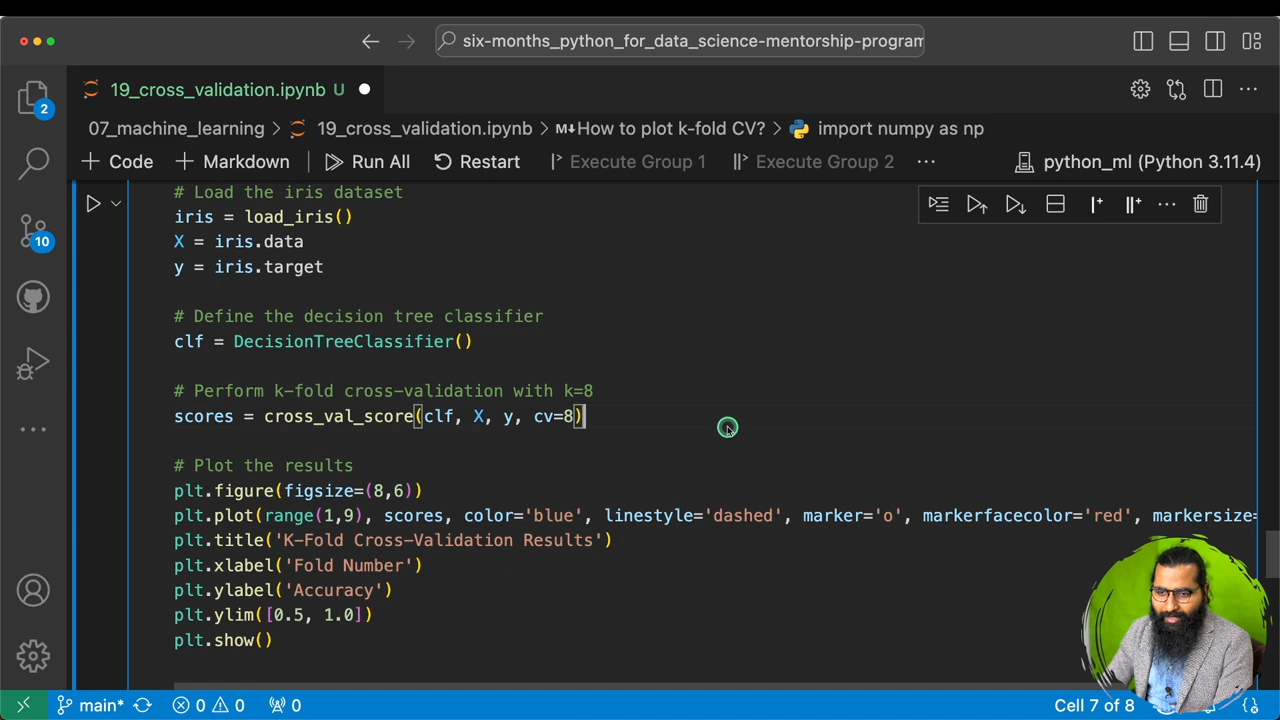 six-months_python_for_data_science-mentorship-program
2
19_cross_validation.ipynb U
07_machine_learning > 19_cross_validation.ipynb > M↓How to plot k-fold CV? > import numpy as np
+ Code + Markdown Run All Restart Execute Group 1 Execute Group 2 ... python_ml (Python 3.11.4)
# Load the iris dataset
iris = load_iris()
X = iris.data
y = iris.target
10
# Define the decision tree classifier
clf = DecisionTreeClassifier()
# Perform k-fold cross-validation with k=8
scores = cross_val_score(clf, X, y, cv=8)
# Plot the results
plt.figure(figsize=(8,6))
plt.plot(range(1,9), scores, color='blue', linestyle='dashed', marker='o', markerfacecolor='red', markersize=
plt.title('K-Fold Cross-Validation Results')
plt.xlabel('Fold Number')
plt.ylabel('Accuracy')
plt.ylim([0.5, 1.0])
plt.show()
main* 0 0 0 Cell 7 of 8